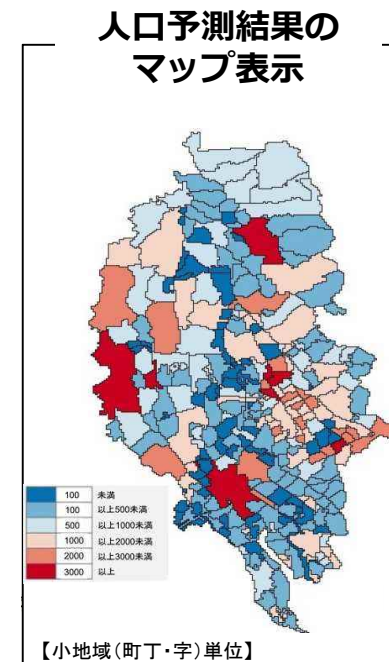 人口予測結果の
マップ表示
100 未満
100 以上500未満
500 以上1000未満
1000 以上2000未満
2000 以上3000未満
3000 以上
【小地域(町丁・字)単位】